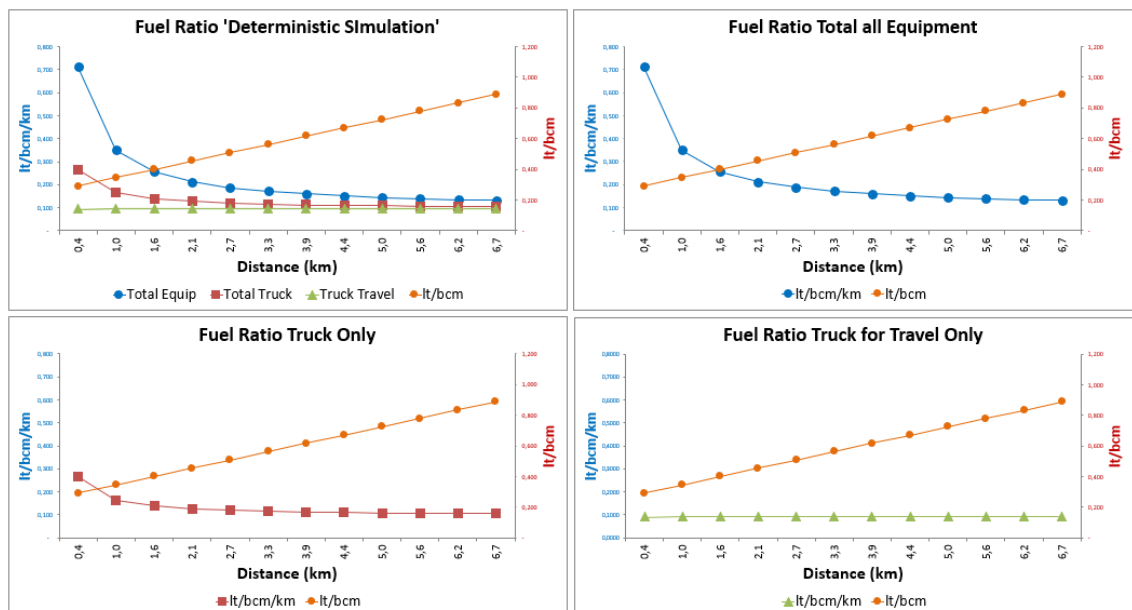 Fuel Ratio 'Deterministic SImulation'
0,800
0,700
0,600
0,500
0,400
0,300
0,200
0,100
-
lt/bcm/km
1,200
1,000
0,800
0,600
0,400
0,200
-
lt/bcm
0,4 1,0 1,6 2,1 2,7 3,3 3,9 4,4 5,0 5,6 6,2 6,7
Distance (km)
Total Equip Total Truck Truck Travel lt/bcm
Fuel Ratio Total all Equipment
0,800
0,700
0,600
0,500
0,400
0,300
0,200
0,100
-
lt/bcm/km
1,200
1,000
0,800
0,600
0,400
0,200
-
lt/bcm
0,4 1,0 1,6 2,1 2,7 3,3 3,9 4,4 5,0 5,6 6,2 6,7
Distance (km)
lt/bcm/km lt/bcm
Fuel Ratio Truck Only
0,800
0,700
0,600
0,500
0,400
0,300
0,200
0,100
-
lt/bcm/km
1,200
1,000
0,800
0,600
0,400
0,200
-
lt/bcm
0,4 1,0 1,6 2,1 2,7 3,3 3,9 4,4 5,0 5,6 6,2 6,7
Distance (km)
lt/bcm/km lt/bcm
Fuel Ratio Truck for Travel Only
0,8000
0,7000
0,6000
0,5000
0,4000
0,3000
0,2000
0,1000
0,0000
lt/bcm/km
1,200
1,000
0,800
0,600
0,400
0,200
-
lt/bcm
0,4 1,0 1,6 2,1 2,7 3,3 3,9 4,4 5,0 5,6 6,2 6,7
Distance (km)
lt/bcm/km lt/bcm